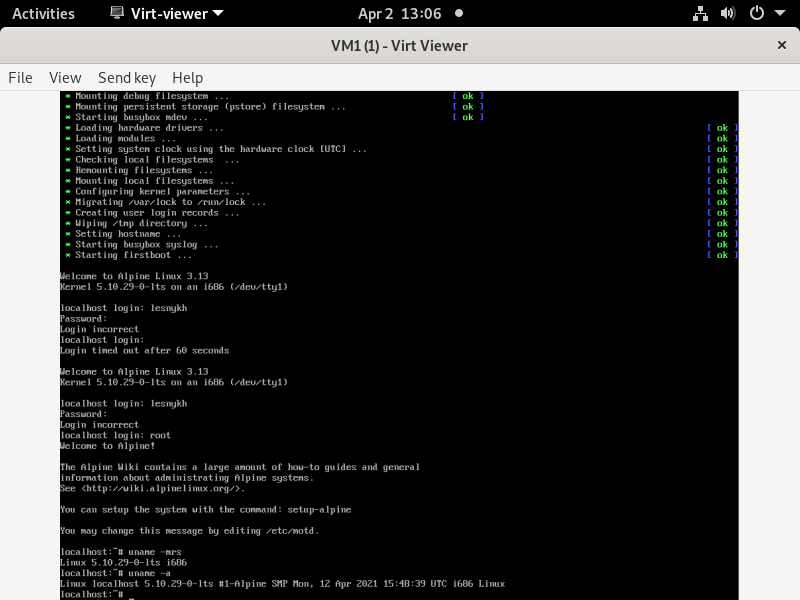 Activities Virt-viewer Apr 2 13:06
VM1 (1) - Virt Viewer
File View Send key Help
* Mounting debug filesystem ... [ ok ]
* Mounting persistent storage (pstore) filesystem ... [ ok ]
* Starting busybox mdev ... [ ok ]
* Loading hardware drivers ... [ ok ]
* Loading modules ... [ ok ]
* Setting system clock using the hardware clock [UTC] ... [ ok ]
* Checking local filesystems ... [ ok ]
* Remounting filesystems ... [ ok ]
* Mounting local filesystems ... [ ok ]
* Configuring kernel parameters ... [ ok ]
* Migrating /var/lock to /run/lock ... [ ok ]
* Creating user login records ... [ ok ]
* Wiping /tmp directory ... [ ok ]
* Setting hostname ... [ ok ]
* Starting busybox syslog ... [ ok ]
* Starting firstboot ... [ ok ]
Welcome to Alpine Linux 3.13
Kernel 5.10.29-0-lts on an i686 (/dev/tty1)
localhost login: lesnykh
Password:
Login incorrect
localhost login:
Login timed out after 60 seconds
Welcome to Alpine Linux 3.13
Kernel 5.10.29-0-lts on an i686 (/dev/tty1)
localhost login: lesnykh
Password:
Login incorrect
localhost login: root
Welcome to Alpine!
The Alpine Wiki contains a large amount of how-to guides and general
information about administrating Alpine systems.
See <http://wiki.alpinelinux.org/>.
You can setup the system with the command: setup-alpine
You may change this message by editing /etc/motd.
localhost:~# uname -mrs
Linux 5.10.29-0-lts i686
localhost:~# uname -a
Linux localhost 5.10.29-0-lts #1-Alpine SMP Mon, 12 Apr 2021 15:48:39 UTC i686 Linux
localhost:~# _